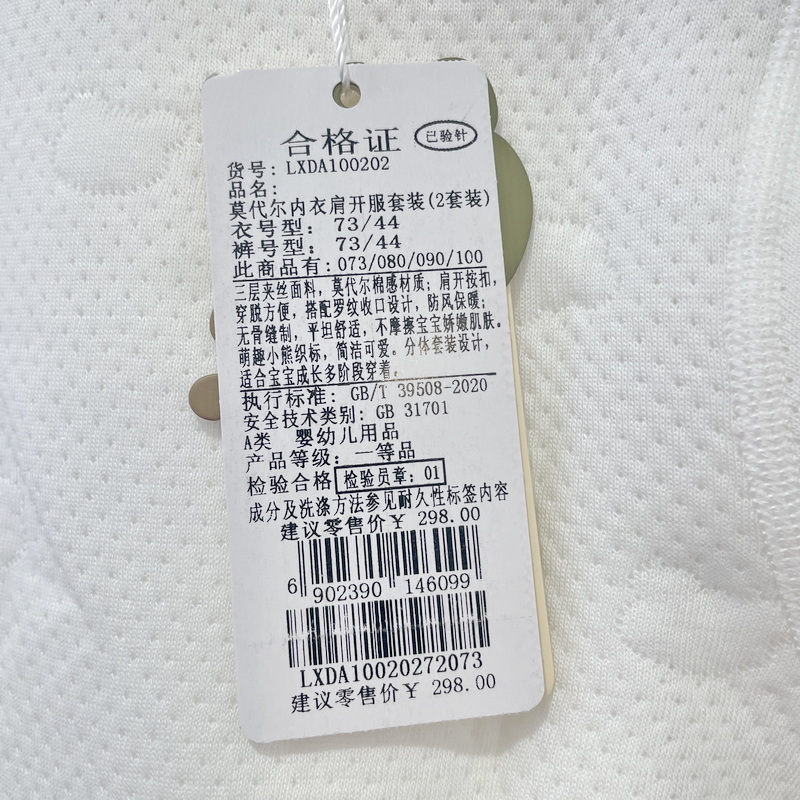 合格证 已验针
货号: LXDA100202
品名:
莫代尔内衣肩开服套装(2套装)
衣号型: 73/44
裤号型: 73/44
此商品有: 073/080/090/100
三层夹丝面料, 莫代尔棉感材质; 肩开按扣,
穿脱方便, 搭配罗纹收口设计, 防风保暖;
无骨缝制, 平坦舒适, 不摩擦宝宝娇嫩肌肤。
萌趣小熊织标, 简洁可爱。分体套装设计,
适合宝宝成长多阶段穿着。
执行标准: GB/T 39508-2020
安全技术类别: GB 31701
A类 婴幼儿用品
产品等级: 一等品
检验合格 检验员章: 01
成分及洗涤方法参见耐久性标签内容
建议零售价￥ 298.00
6 902390 146099
LXDA10020272073
建议零售价￥ 298.00